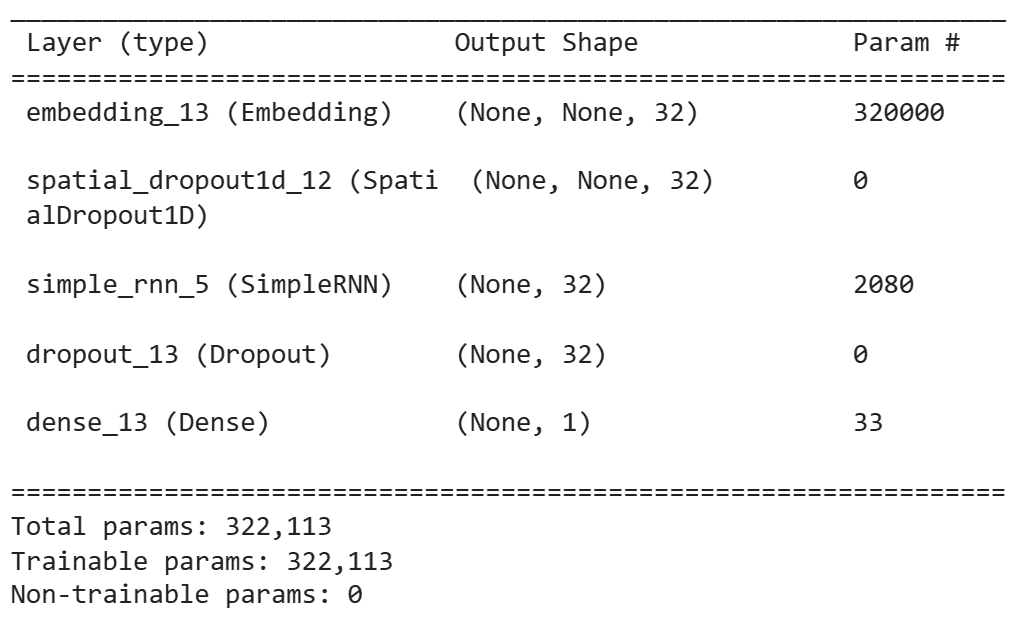 Layer (type) Output Shape Param #
=================================================================
embedding_13 (Embedding) (None, None, 32) 320000
spatial_dropout1d_12 (Spati (None, None, 32) 0
alDropout1D)
simple_rnn_5 (SimpleRNN) (None, 32) 2080
dropout_13 (Dropout) (None, 32) 0
dense_13 (Dense) (None, 1) 33
=================================================================
Total params: 322,113
Trainable params: 322,113
Non-trainable params: 0